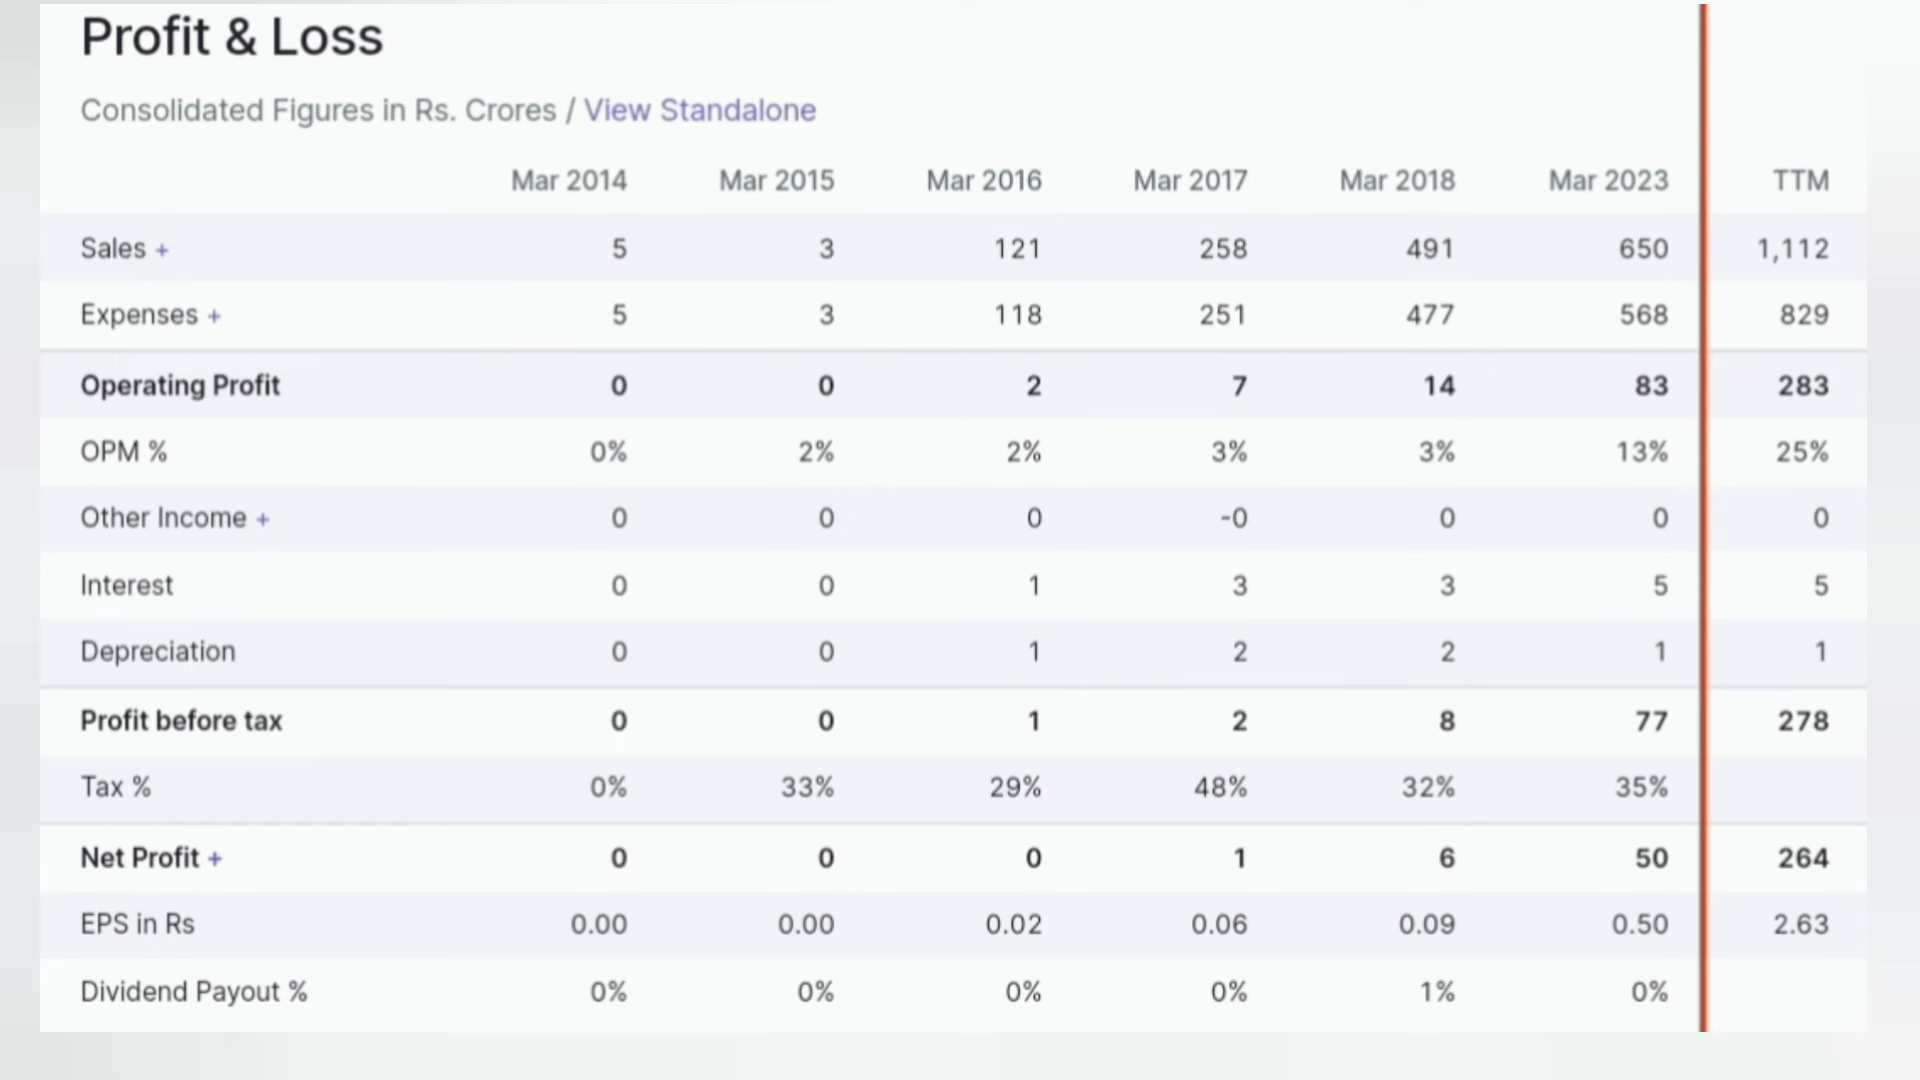 Profit & Loss
Consolidated Figures in Rs. Crores / View Standalone
Mar 2014 Mar 2015 Mar 2016 Mar 2017 Mar 2018 Mar 2023 TTM
Sales + 5 3 121 258 491 650 1,112
Expenses + 5 3 118 251 477 568 829
Operating Profit 0 0 2 7 14 83 283
OPM % 0% 2% 2% 3% 3% 13% 25%
Other Income + 0 0 0 -0 0 0 0
Interest 0 0 1 3 3 5 5
Depreciation 0 0 1 2 2 1 1
Profit before tax 0 0 1 2 8 77 278
Tax % 0% 33% 29% 48% 32% 35%
Net Profit + 0 0 0 1 6 50 264
EPS in Rs 0.00 0.00 0.02 0.06 0.09 0.50 2.63
Dividend Payout % 0% 0% 0% 0% 1% 0%